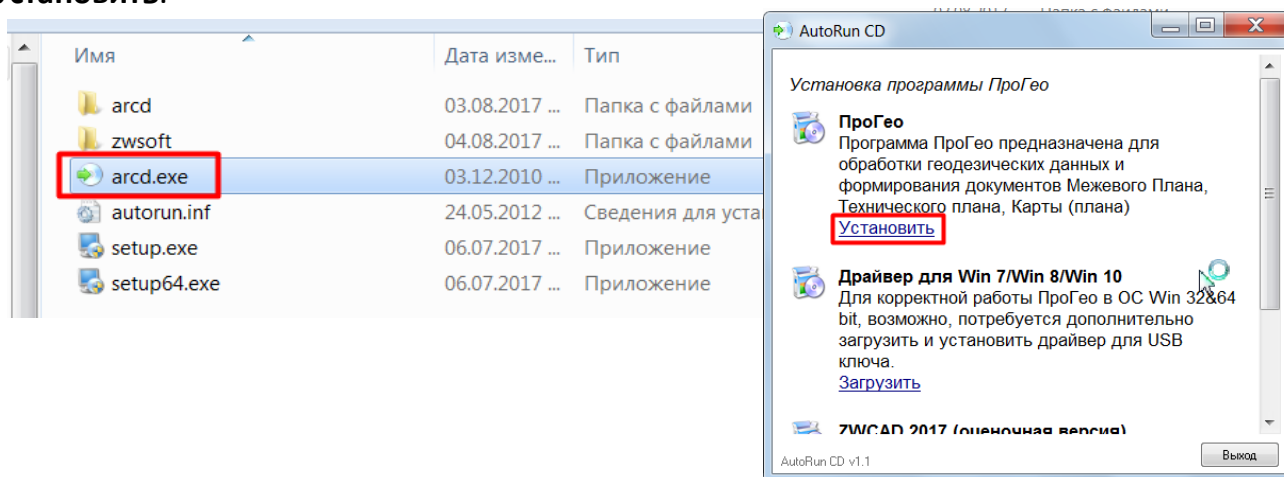 Имя Дата изме... Тип
arcd 03.08.2017 ... Папка с файлами
zwsoft 04.08.2017 ... Папка с файлами
arcd.exe 03.12.2010 ... Приложение
autorun.inf 24.05.2012 ... Сведения для уста
setup.exe 06.07.2017 ... Приложение
setup64.exe 06.07.2017 ... Приложение
AutoRun CD
Установка программы ПроГео
ПроГео
Программа ПроГео предназначена для
обработки геодезических данных и
формирования документов Межевого Плана,
Технического плана, Карты (плана)
Установить
Драйвер для Win 7/Win 8/Win 10
Для корректной работы ПроГео в ОС Win 32&64
bit, возможно, потребуется дополнительно
загрузить и установить драйвер для USB
ключа.
Загрузить
ZWCAD 2017 (оценочная версия)
AutoRun CD v1.1
Выход